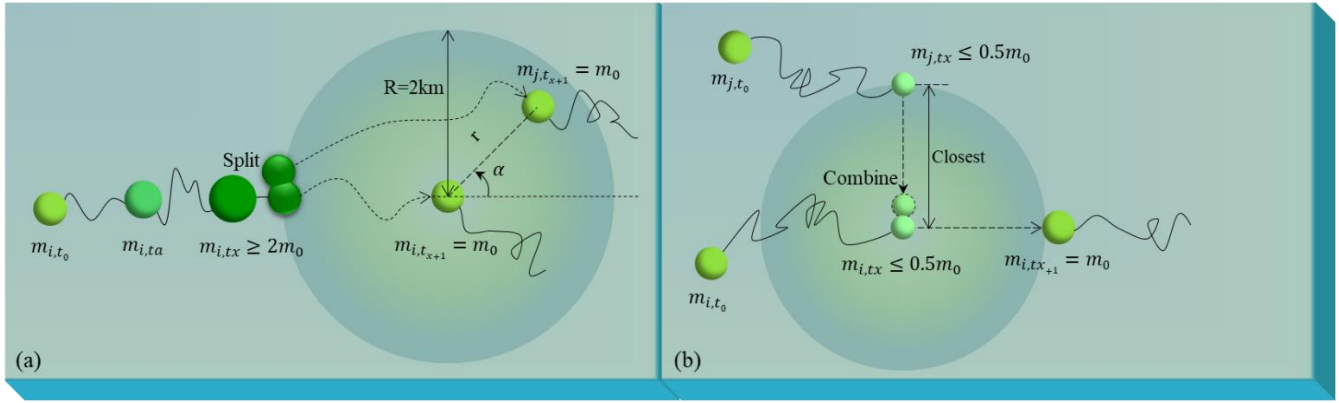 R=2km
m_{j,t_{x+1}} = m_0
r
Split
α
m_{i,t_0}
m_{i,ta}
m_{i,tx} ≥ 2m_0
m_{i,t_{x+1}} = m_0
(a)
m_{j,t_0}
m_{j,tx} ≤ 0.5m_0
Closest
Combine
m_{i,t_0}
m_{i,tx} ≤ 0.5m_0
m_{i,tx_{+1}} = m_0
(b)